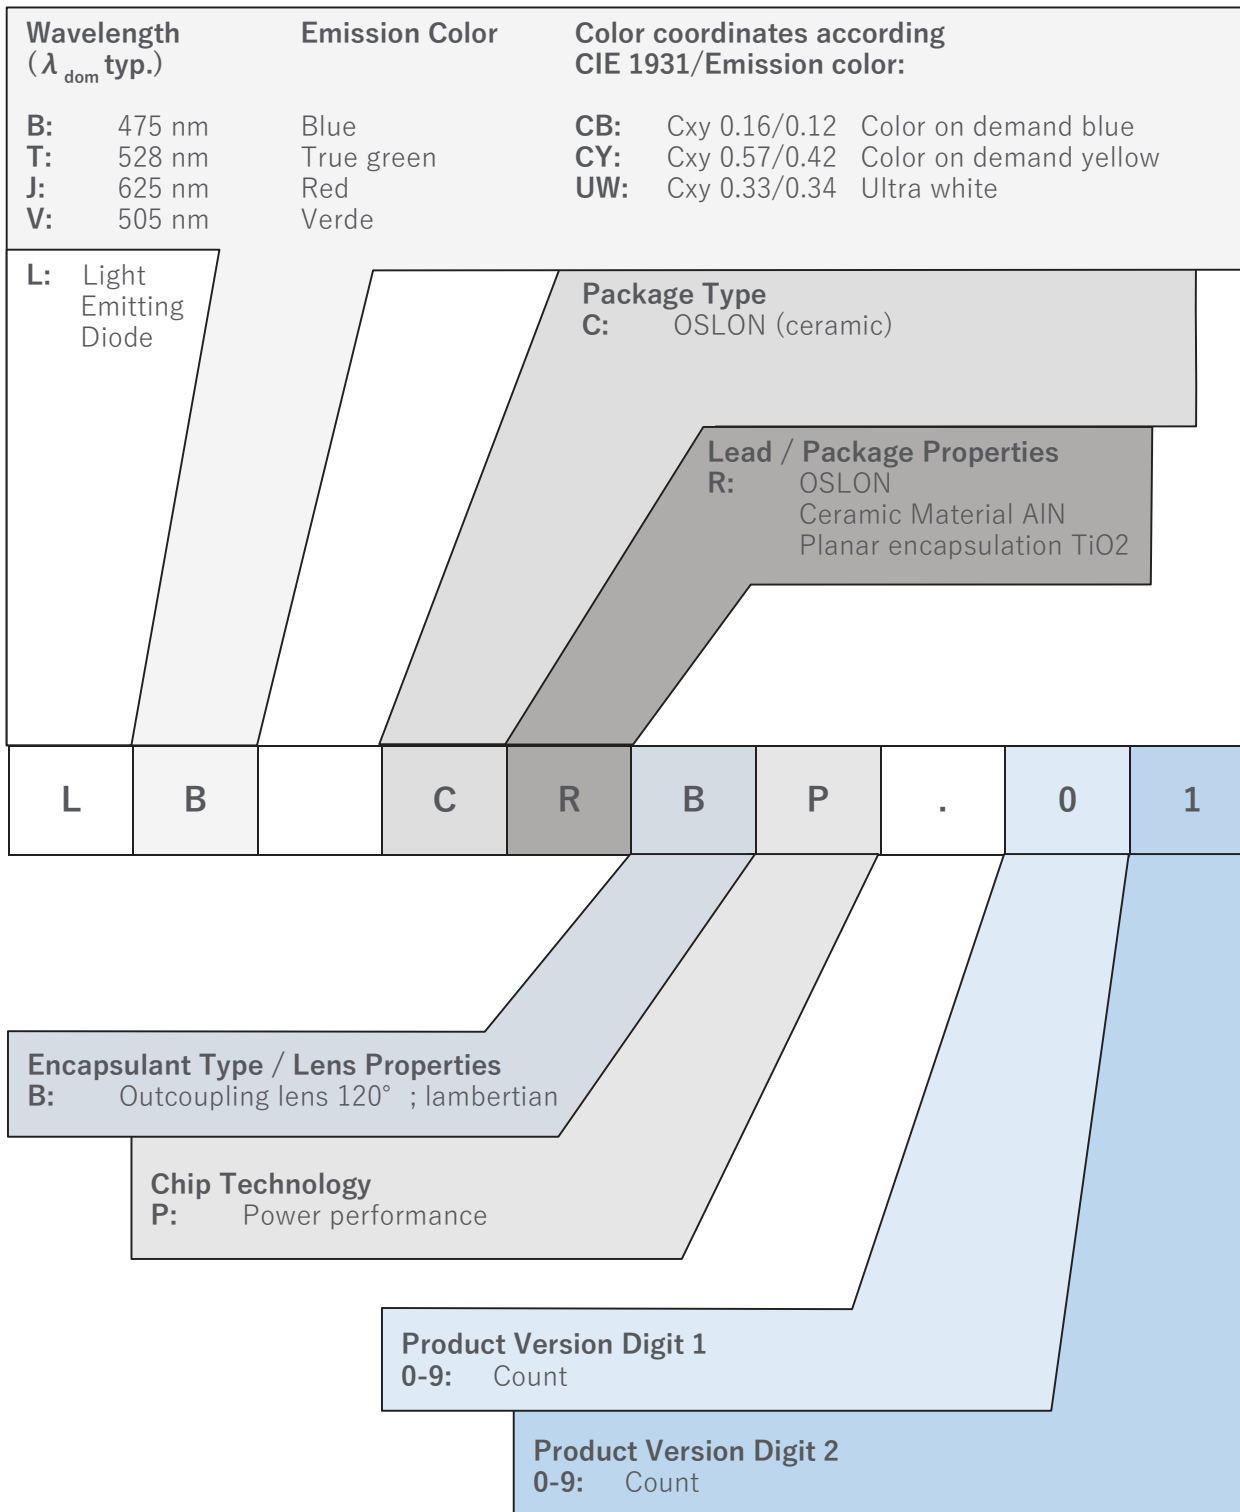 Wavelength Emission Color Color coordinates according
(λ dom typ.) CIE 1931/Emission color:
B: 475 nm Blue CB: Cxy 0.16/0.12 Color on demand blue
T: 528 nm True green CY: Cxy 0.57/0.42 Color on demand yellow
J: 625 nm Red UW: Cxy 0.33/0.34 Ultra white
V: 505 nm Verde
L: Light
Emitting
Diode
Package Type
C: OSLON (ceramic)
Lead / Package Properties
R: OSLON
Ceramic Material AlN
Planar encapsulation TiO2
L B C R B P . 0 1
Encapsulant Type / Lens Properties
B: Outcoupling lens 120° ; lambertian
Chip Technology
P: Power performance
Product Version Digit 1
0-9: Count
Product Version Digit 2
0-9: Count